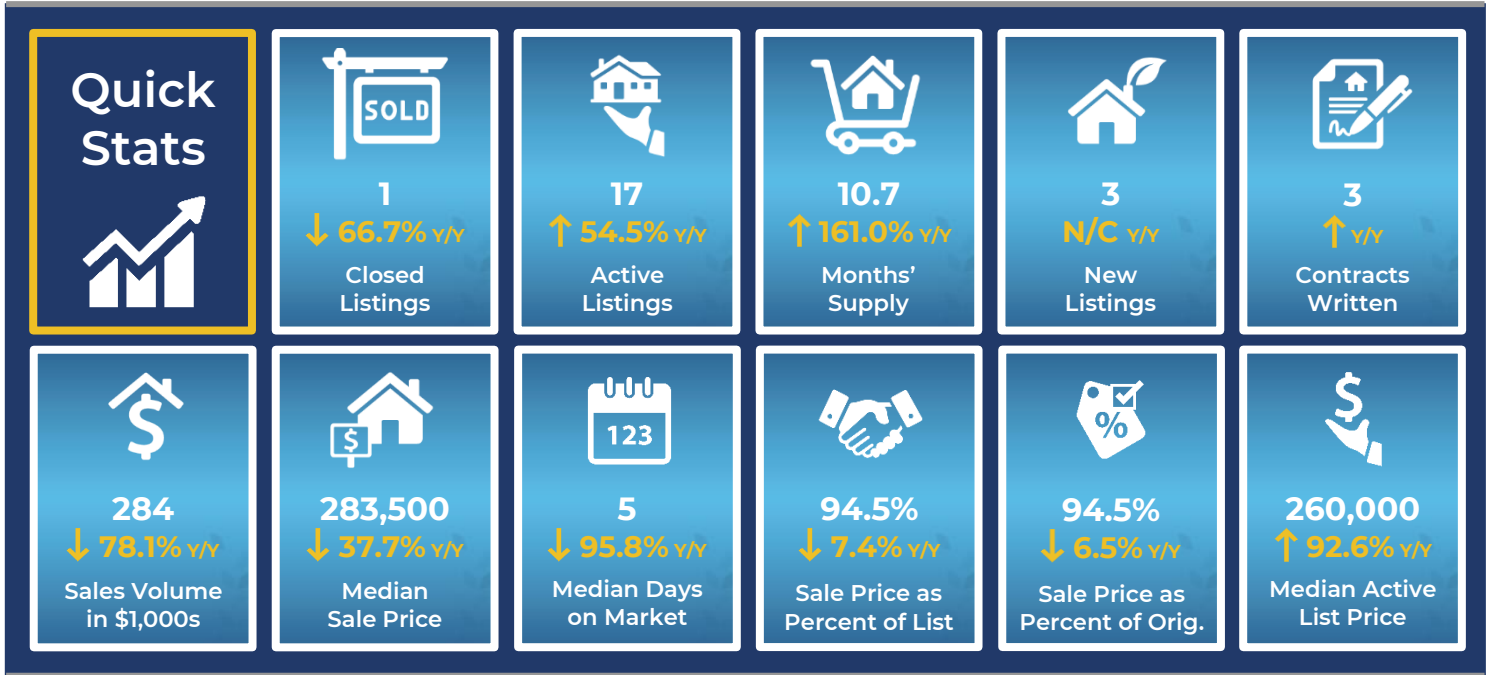 Quick
Stats
SOLD
1
↓ 66.7% Y/Y
Closed
Listings
17
↑ 54.5% Y/Y
Active
Listings
10.7
↑ 161.0% Y/Y
Months’
Supply
3
N/C Y/Y
New
Listings
3
↑ Y/Y
Contracts
Written
$
284
↓ 78.1% Y/Y
Sales Volume
in $1,000s
$
283,500
↓ 37.7% Y/Y
Median
Sale Price
123
5
↓ 95.8% Y/Y
Median Days
on Market
94.5%
↓ 7.4% Y/Y
Sale Price as
Percent of List
%
94.5%
↓ 6.5% Y/Y
Sale Price as
Percent of Orig.
$
260,000
↑ 92.6% Y/Y
Median Active
List Price